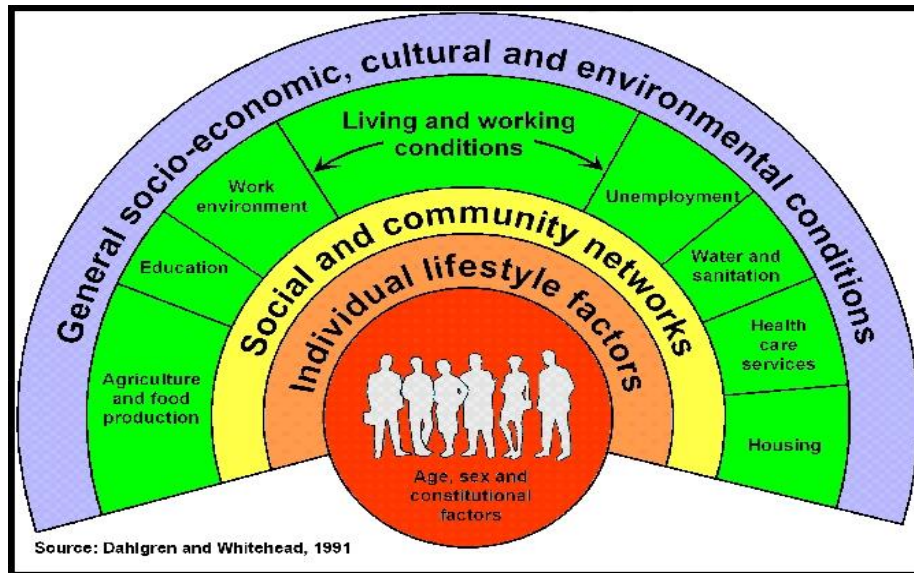 General socio-economic, cultural and environmental conditions
Living and working
conditions
Work
environment
Unemployment
Education
Water and
sanitation
Agriculture
and food
production
Health
care
services
Housing
Social and community networks
Individual lifestyle factors
Age, sex and
constitutional
factors
Source: Dahlgren and Whitehead, 1991